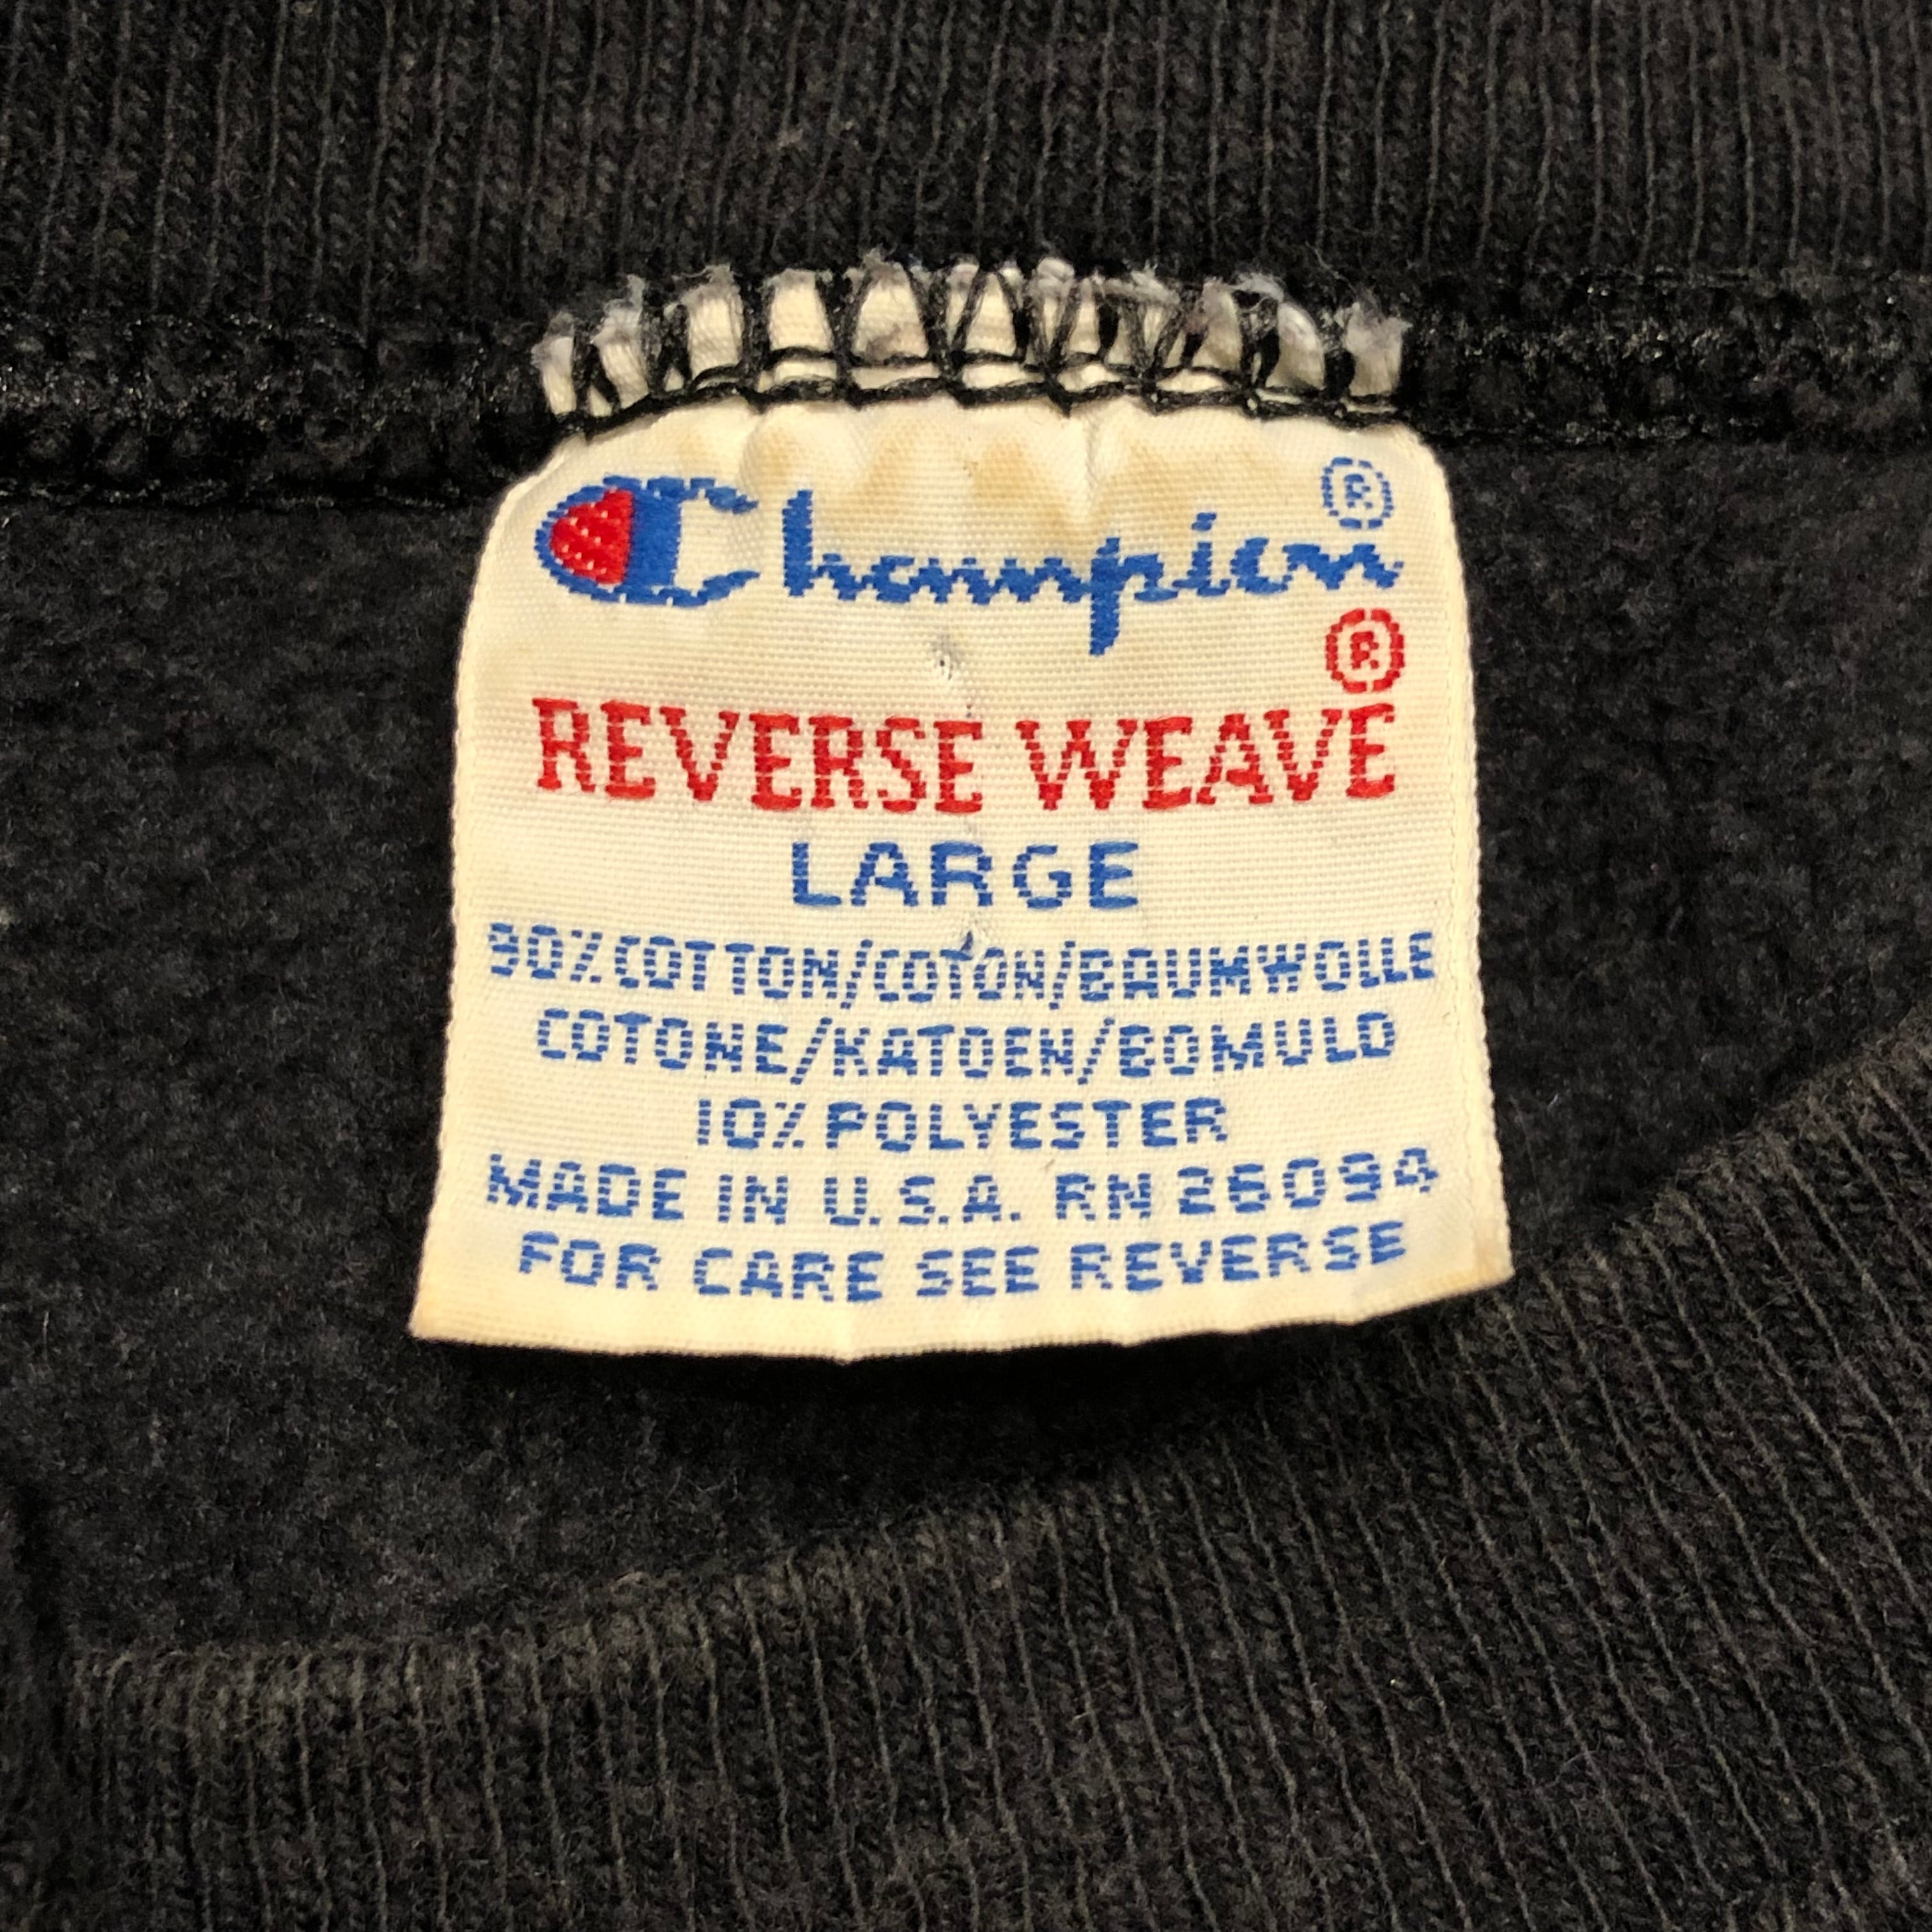 Champion®
REVERSE WEAVE®
LARGE
90% COTTON/COTON/BAUMWOLLE
COTONE/KATOEN/BOMULD
10% POLYESTER
MADE IN U.S.A. RN 26094
FOR CARE SEE REVERSE